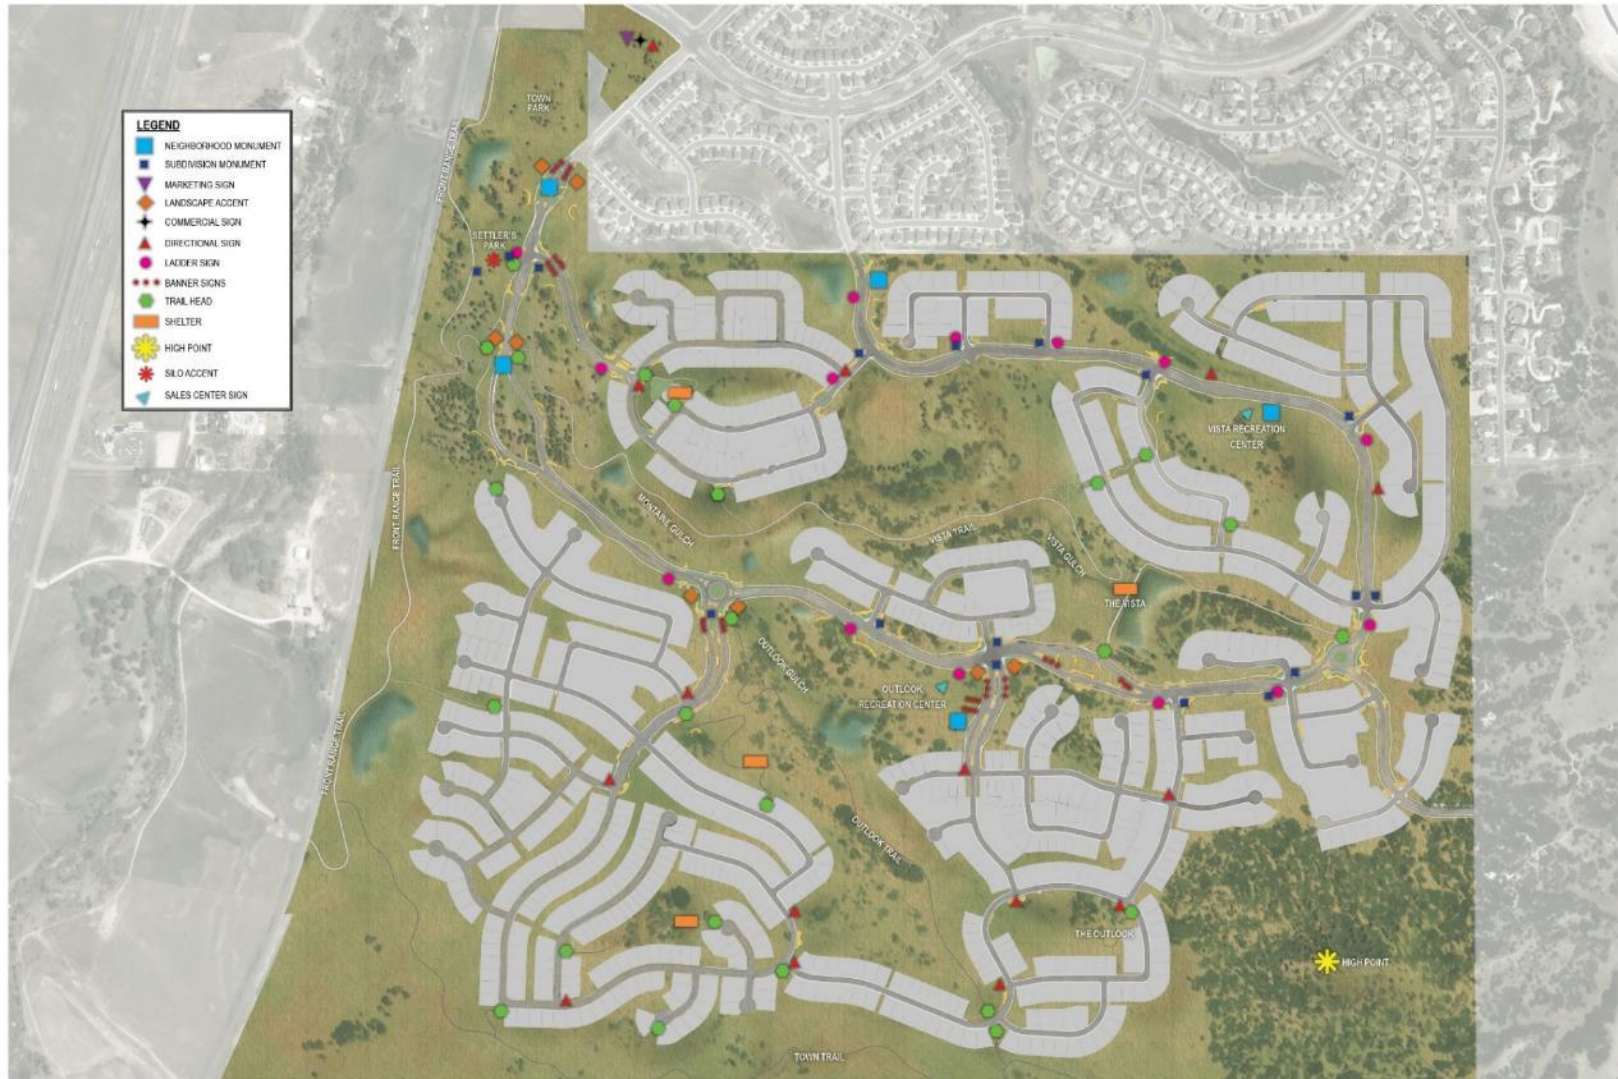 TOWN
PARK
LEGEND
NEIGHBORHOOD MONUMENT
SUBDIVISION MONUMENT
MARKETING SIGN
LANDSCAPE ACCENT
COMMERCIAL SIGN
DIRECTIONAL SIGN
LADDER SIGN
BANNER SIGNS
TRAIL HEAD
SHELTER
HIGH POINT
SILO ACCENT
SALES CENTER SIGN
FRONT RANGE TRAIL
SETTLER'S
PARK
VISTA RECREATION
CENTER
FRONT RANGE TRAIL
MONTAINE GULCH
VISTA TRAIL
VISTA GULCH
THE VISTA
OUTLOOK GULCH
OUTLOOK
RECREATION CENTER
FRONT RANGE TRAIL
OUTLOOK TRAIL
THE OUTLOOK
HIGH POINT
TOWN TRAIL